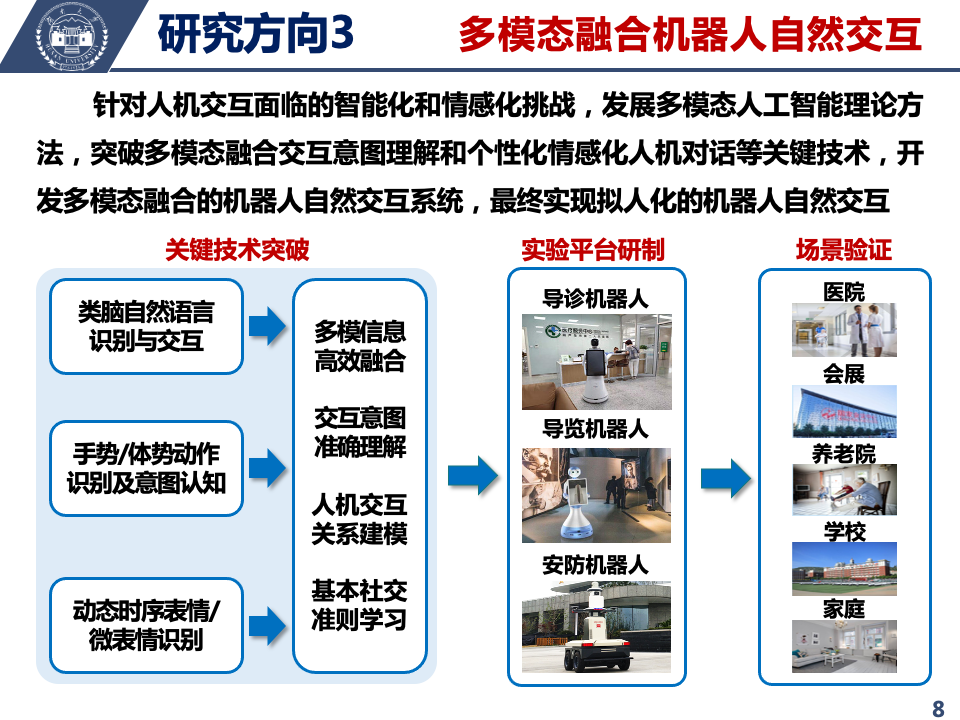 研究方向3
多模态融合机器人自然交互
针对人机交互面临的智能化和情感化挑战，发展多模态人工智能理论方
法，突破多模态融合交互意图理解和个性化情感化人机对话等关键技术，开
发多模态融合的机器人自然交互系统，最终实现拟人化的机器人自然交互
关键技术突破
类脑自然语言
识别与交互
手势/体势动作
识别及意图认知
动态时序表情/
微表情识别
多模信息
高效融合
交互意图
准确理解
人机交互
关系建模
基本社交
准则学习
实验平台研制
导诊机器人
导览机器人
安防机器人
场景验证
医院
会展
养老院
学校
家庭
8